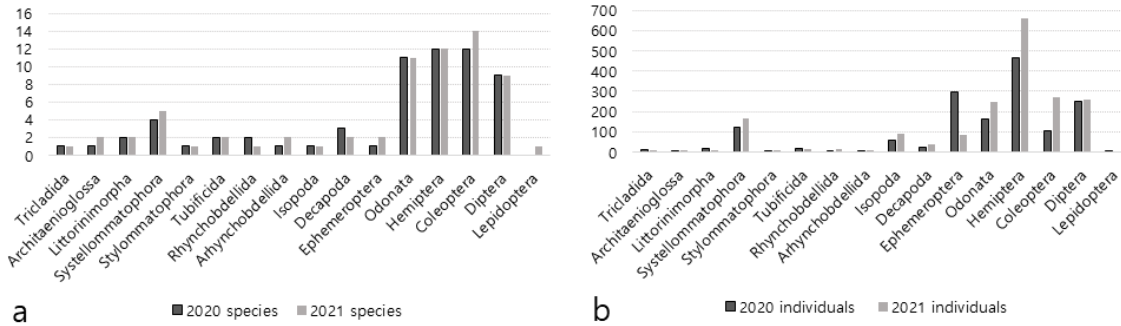 16
14
12
10
8
6
4
2
0
Tricladida
Architaenioglossa
Littorinimorpha
Systellommatophora
Stylommatophora
Tubificida
Rhynchobdellida
Arhynchobdellida
Isopoda
Decapoda
Ephemeroptera
Odonata
Hemiptera
Coleoptera
Diptera
Lepidoptera
a
2020 species 2021 species
700
600
500
400
300
200
100
0
Tricladida
Architaenioglossa
Littorinimorpha
Systellommatophora
Stylommatophora
Tubificida
Rhynchobdellida
Arhynchobdellida
Isopoda
Decapoda
Ephemeroptera
Odonata
Hemiptera
Coleoptera
Diptera
Lepidoptera
b
2020 individuals 2021 individuals